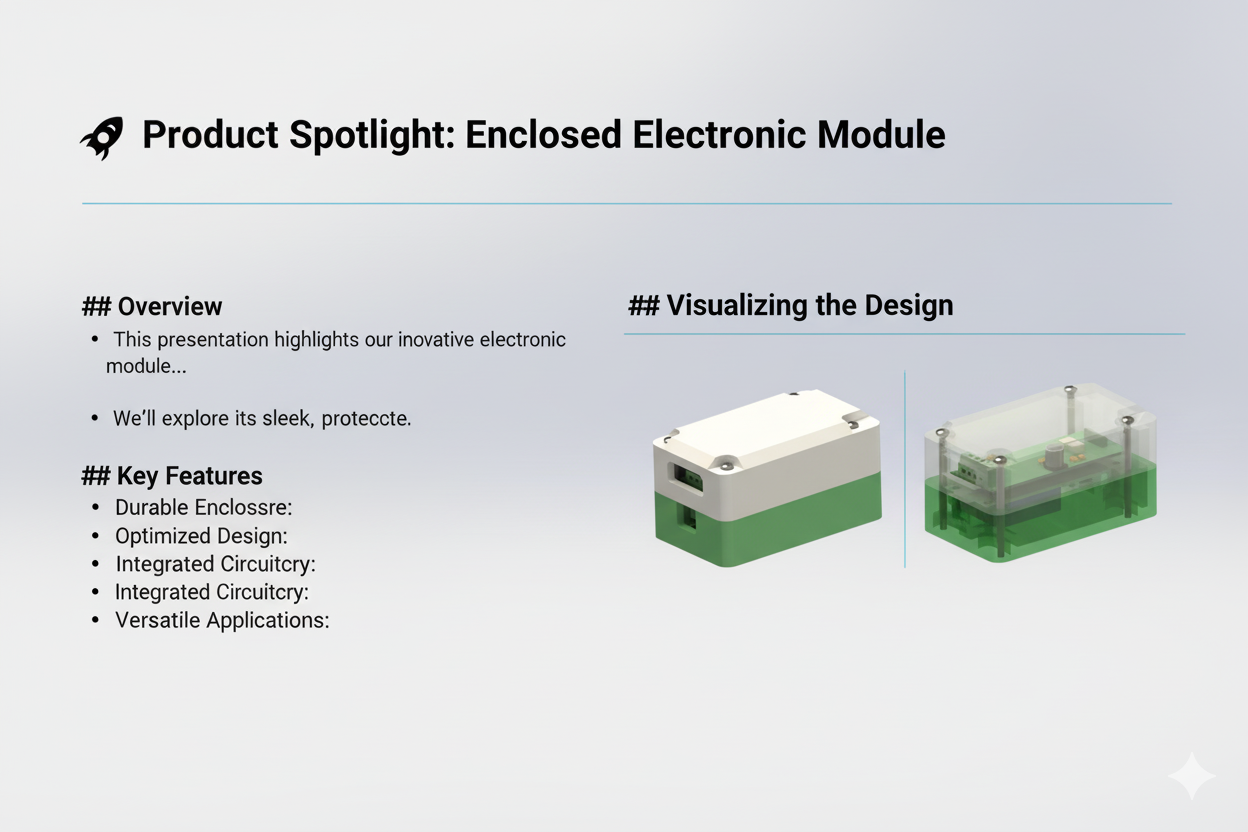 Product Spotlight: Enclosed Electronic Module
## Overview
• This presentation highlights our inovative electronic
module...
• We'll explore its sleek, proteccte.
## Key Features
• Durable Enclossre:
• Optimized Design:
• Integrated Circuitcry:
• Integrated Circuitcry:
• Versatile Applications:
## Visualizing the Design